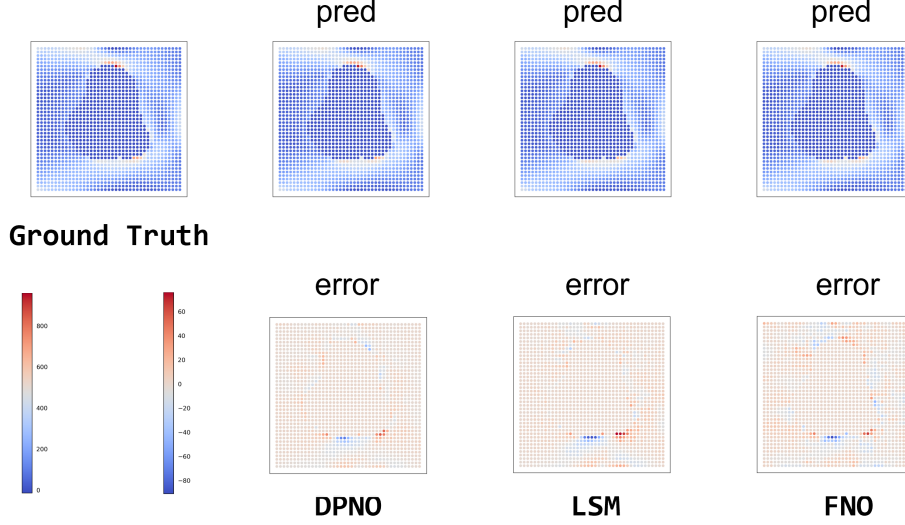 pred
pred
pred
Ground Truth
error
error
error
800
600
400
200
0
60
40
20
0
−20
−40
−60
−80
DPNO
LSM
FNO